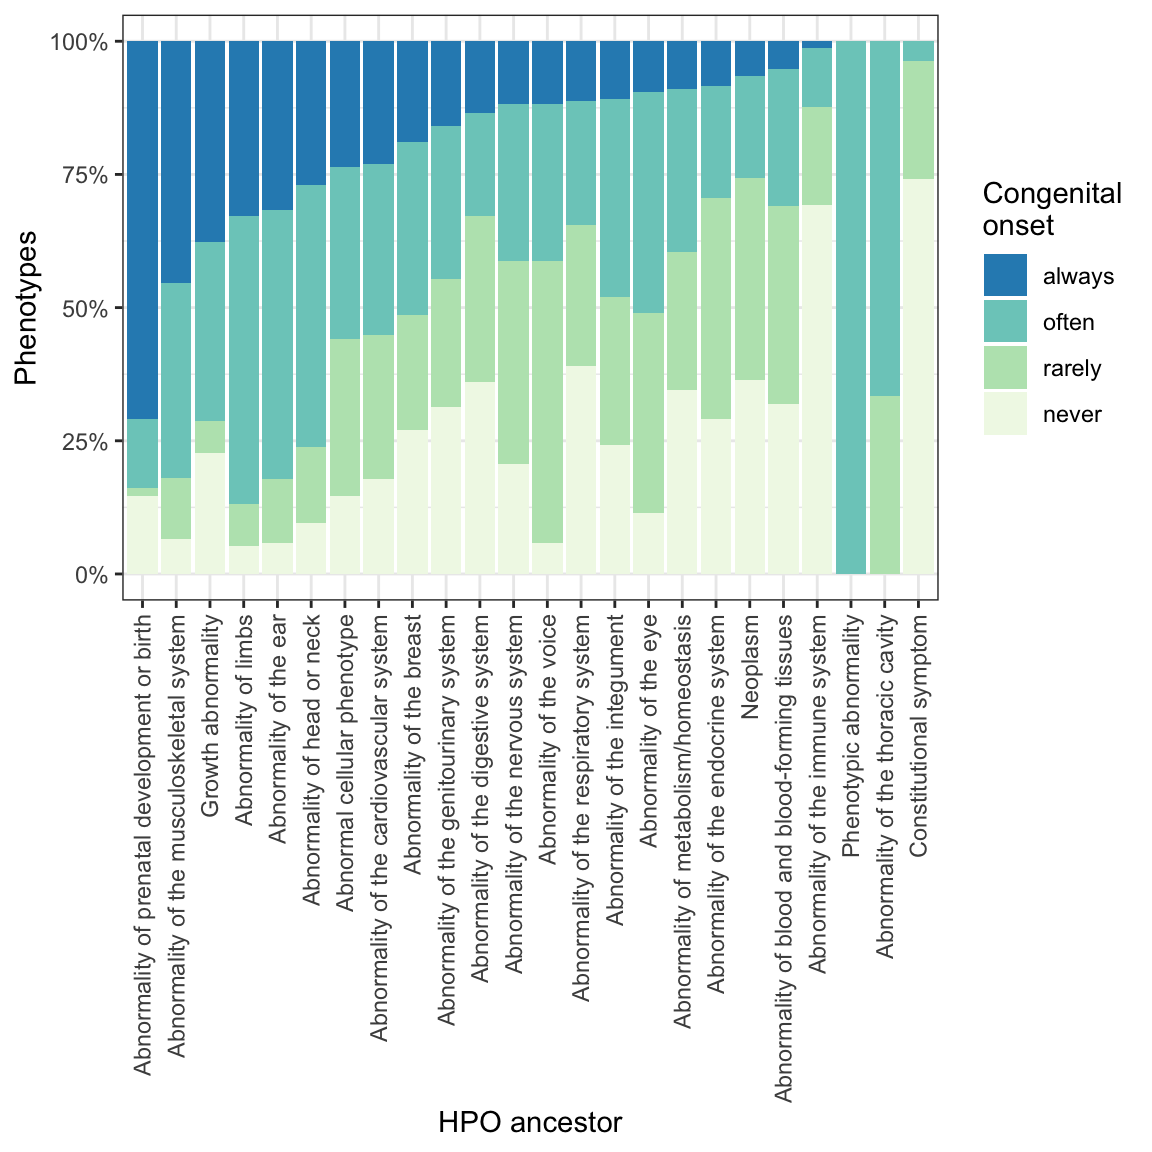 100%
75%
50%
25%
0%
Phenotypes
Abnormality of prenatal development or birth
Abnormality of the musculoskeletal system
Growth abnormality
Abnormality of limbs
Abnormality of the ear
Abnormality of head or neck
Abnormal cellular phenotype
Abnormality of the cardiovascular system
Abnormality of the breast
Abnormality of the genitourinary system
Abnormality of the digestive system
Abnormality of the nervous system
Abnormality of the voice
Abnormality of the respiratory system
Abnormality of the integument
Abnormality of the eye
Abnormality of metabolism/homeostasis
Abnormality of the endocrine system
Neoplasm
Abnormality of blood and blood-forming tissues
Abnormality of the immune system
Phenotypic abnormality
Abnormality of the thoracic cavity
Constitutional symptom
HPO ancestor
Congenital
onset
always
often
rarely
never